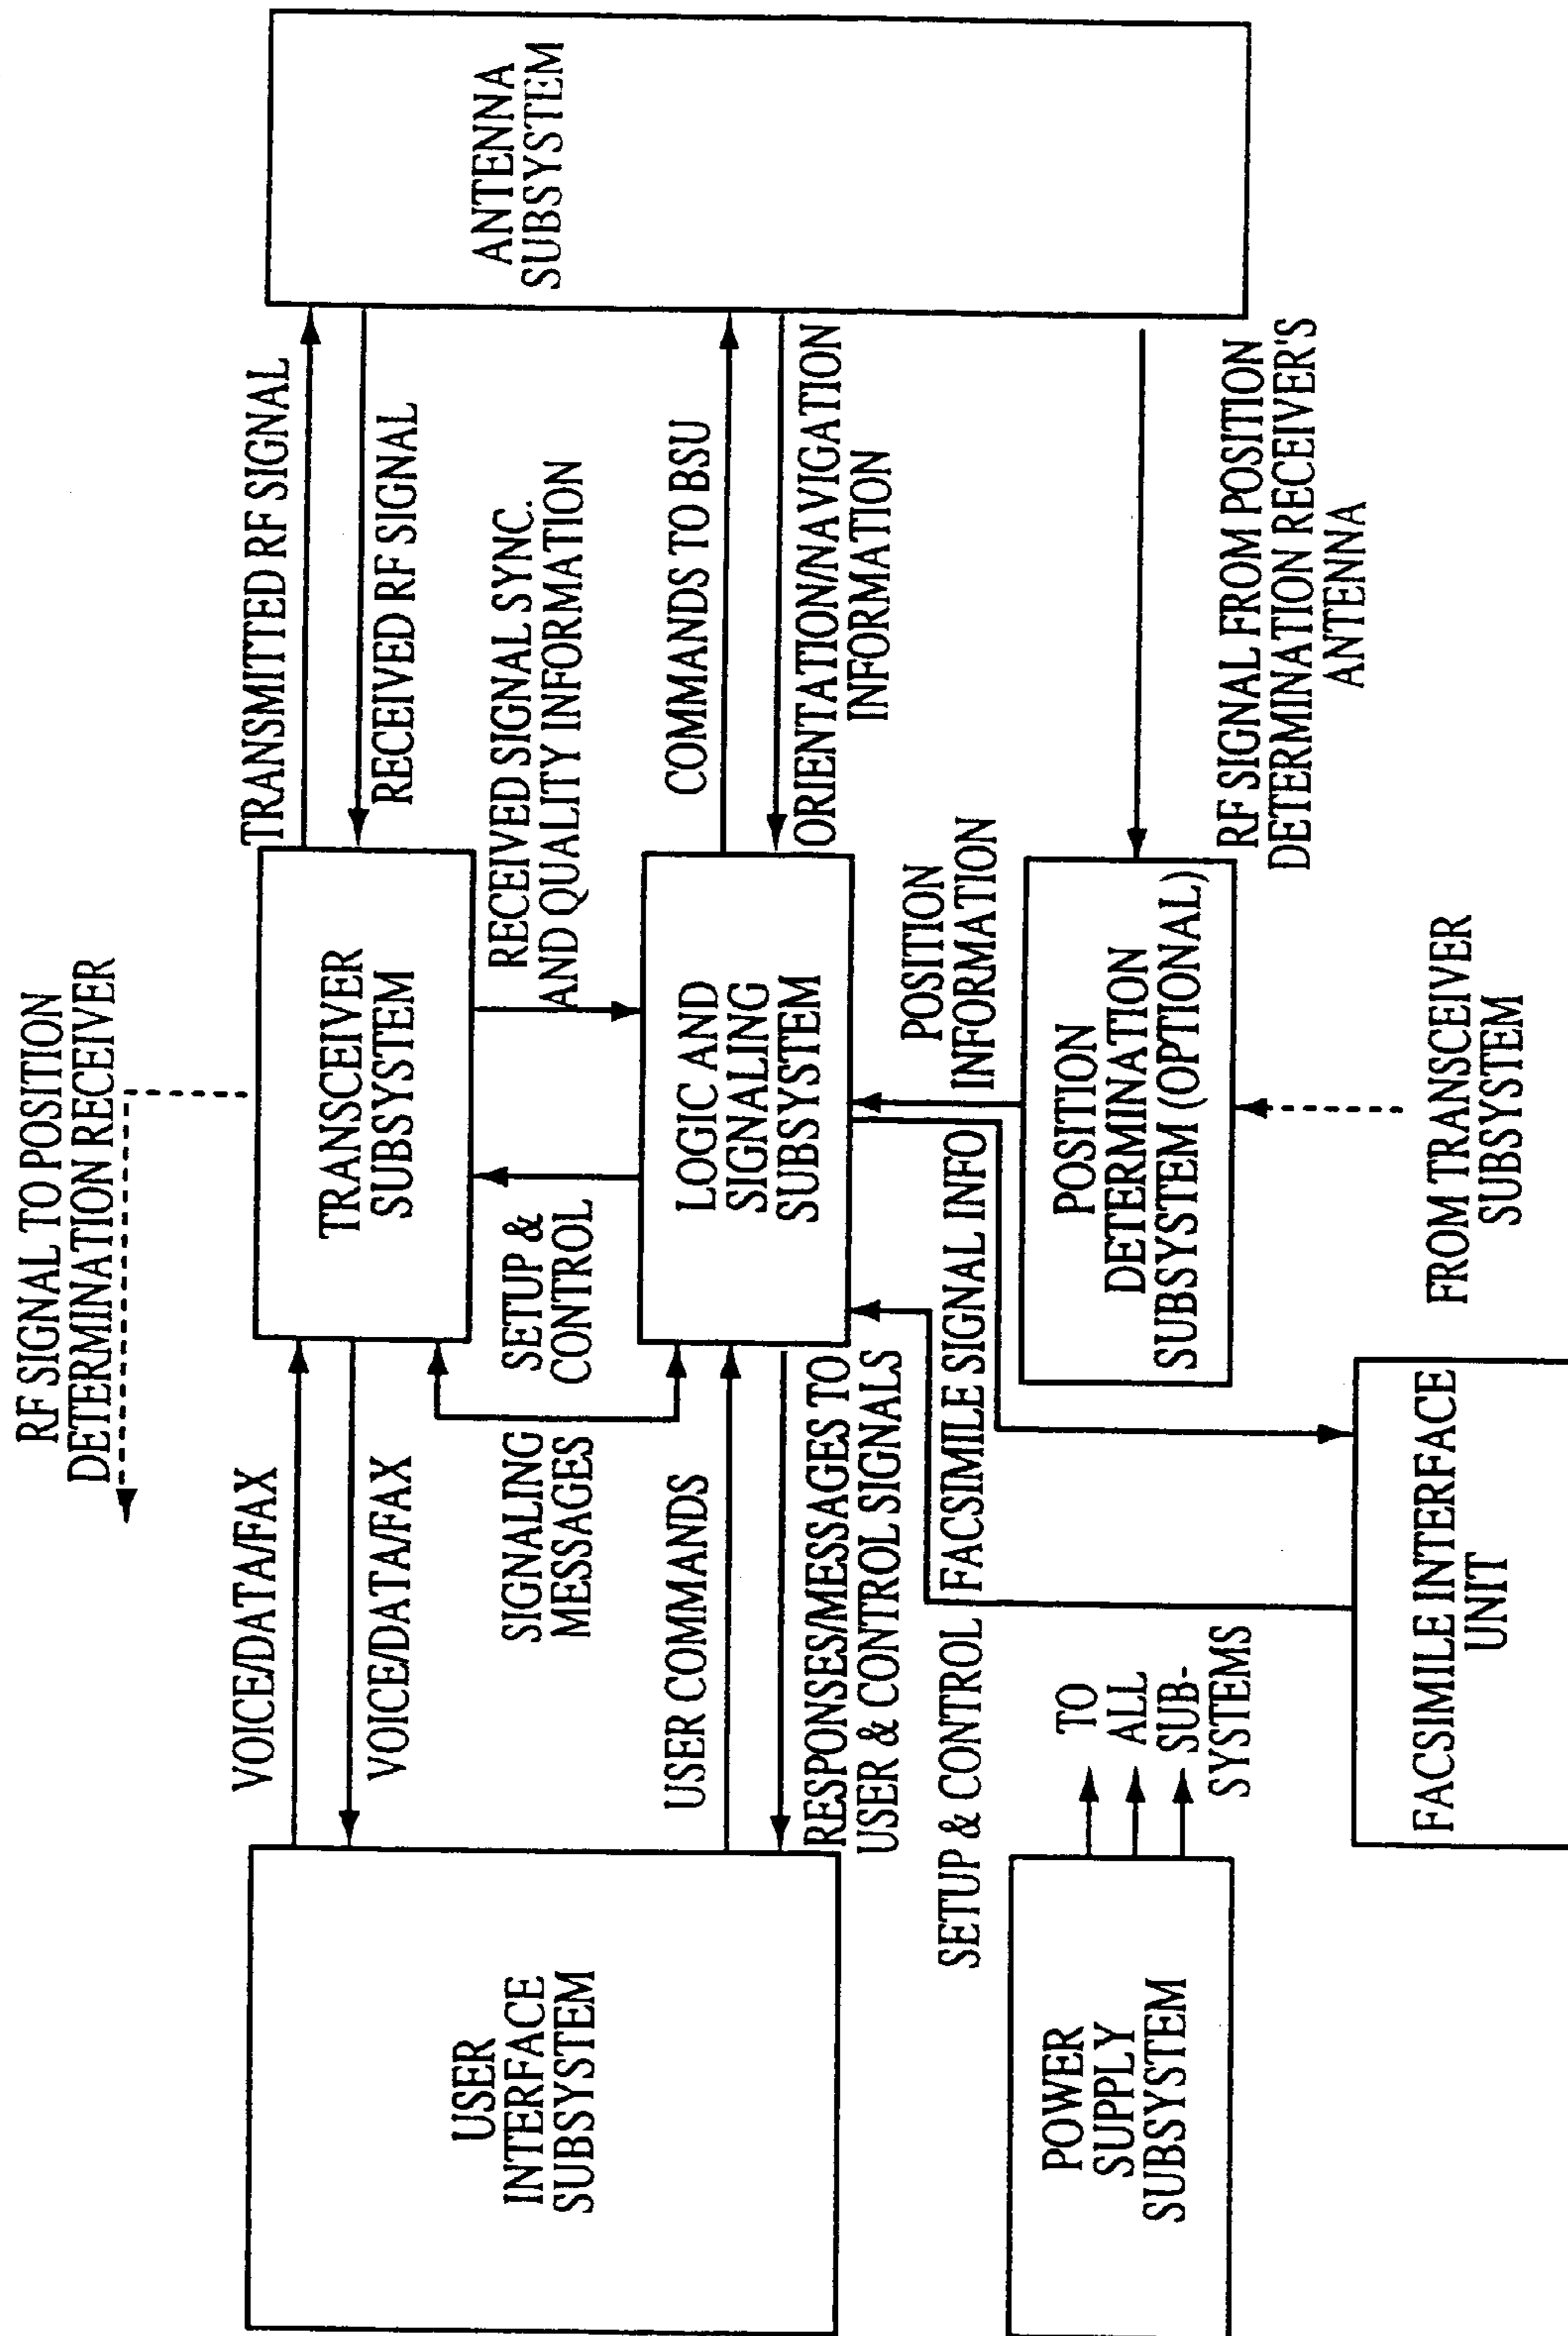 RF SIGNAL TO POSITION
DETERMINATION RECEIVER
VOICE/DATA/FAX
TRANSMITTED RF SIGNAL
VOICE/DATA/FAX
RECEIVED RF SIGNAL
TRANSCEIVER
SUBSYSTEM
ANTENNA
SUBSYSTEM
USER
INTERFACE
SUBSYSTEM
SIGNALING
MESSAGES
SETUP &
CONTROL
RECEIVED SIGNAL SYNC.
AND QUALITY INFORMATION
USER COMMANDS
COMMANDS TO BSU
LOGIC AND
SIGNALING
SUBSYSTEM
RESPONSES/MESSAGES TO
USER & CONTROL SIGNALS
ORIENTATION/NAVIGATION
INFORMATION
SETUP & CONTROL
FACSIMILE SIGNAL INFO
POSITION
INFORMATION
POWER
SUPPLY
SUBSYSTEM
TO
ALL
SUB-
SYSTEMS
POSITION
DETERMINATION
SUBSYSTEM (OPTIONAL)
RF SIGNAL FROM POSITION
DETERMINATION RECEIVER'S
ANTENNA
FACSIMILE INTERFACE
UNIT
FROM TRANSCEIVER
SUBSYSTEM